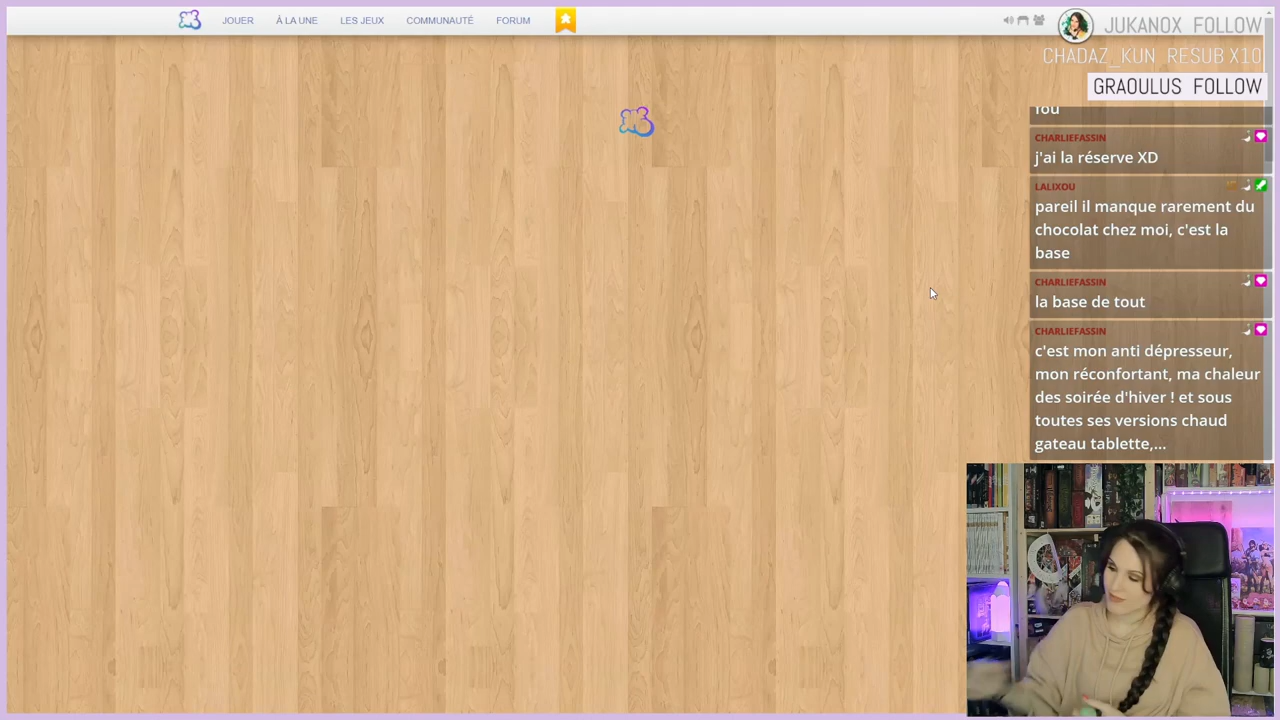 JOUER À LA UNE LES JEUX COMMUNAUTÉ FORUM
JUKANOX FOLLOW
CHADAZ_KUN RESUB X10
GRAOULUS FOLLOW
fou
CHARLIEFASSIN
j'ai la réserve XD
LALIXOU
pareil il manque rarement du
chocolat chez moi, c'est la
base
CHARLIEFASSIN
la base de tout
CHARLIEFASSIN
c'est mon anti dépresseur,
mon réconfortant, ma chaleur
des soirée d'hiver ! et sous
toutes ses versions chaud
gateau tablette,...